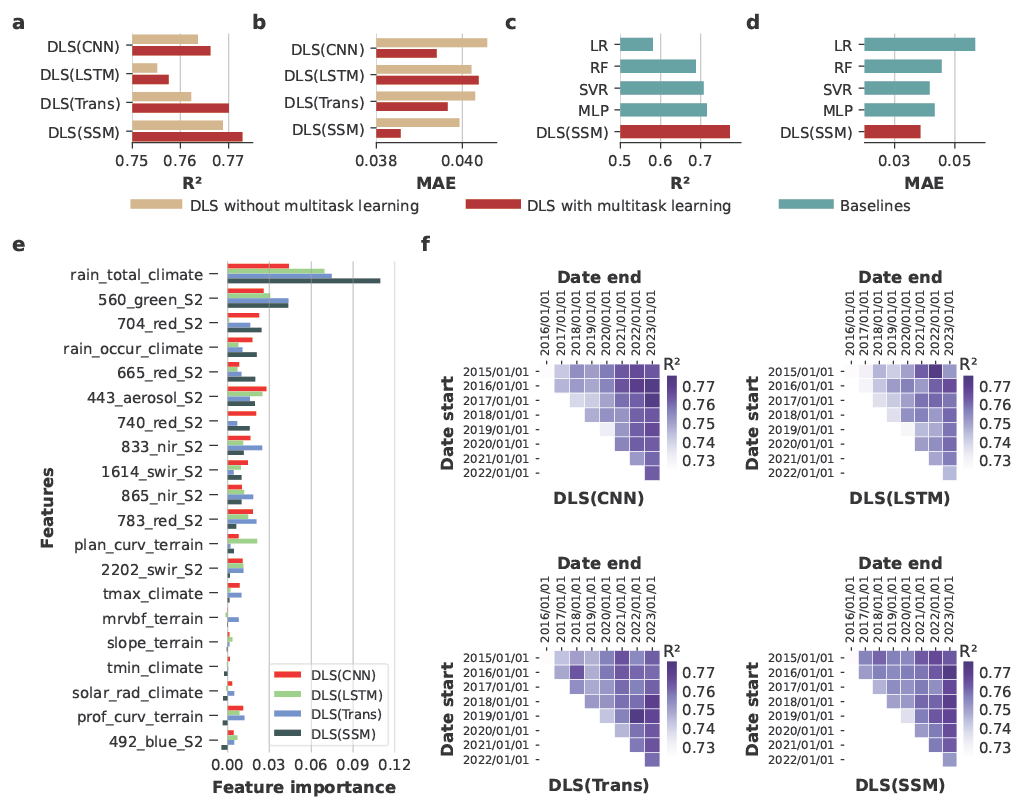 a
DLS(CNN)
DLS(LSTM)
DLS(Trans)
DLS(SSM)
0.75 0.76 0.77
R²
b
DLS(CNN)
DLS(LSTM)
DLS(Trans)
DLS(SSM)
0.038 0.040
MAE
c
LR
RF
SVR
MLP
DLS(SSM)
0.5 0.6 0.7
R²
d
LR
RF
SVR
MLP
DLS(SSM)
0.03 0.05
MAE
DLS without multitask learning DLS with multitask learning Baselines
e
Features
rain_total_climate
560_green_S2
704_red_S2
rain_occur_climate
665_red_S2
443_aerosol_S2
740_red_S2
833_nir_S2
1614_swir_S2
865_nir_S2
783_red_S2
plan_curv_terrain
2202_swir_S2
tmax_climate
mrvbf_terrain
slope_terrain
tmin_climate
solar_rad_climate
prof_curv_terrain
492_blue_S2
DLS(CNN)
DLS(LSTM)
DLS(Trans)
DLS(SSM)
0.00 0.03 0.06 0.09 0.12
Feature importance
f
Date end
2016/01/01
2017/01/01
2018/01/01
2019/01/01
2020/01/01
2021/01/01
2022/01/01
2023/01/01
Date start
2015/01/01
2016/01/01
2017/01/01
2018/01/01
2019/01/01
2020/01/01
2021/01/01
2022/01/01
R²
0.77
0.76
0.75
0.74
0.73
DLS(CNN)
Date end
2016/01/01
2017/01/01
2018/01/01
2019/01/01
2020/01/01
2021/01/01
2022/01/01
2023/01/01
Date start
2015/01/01
2016/01/01
2017/01/01
2018/01/01
2019/01/01
2020/01/01
2021/01/01
2022/01/01
R²
0.77
0.76
0.75
0.74
0.73
DLS(LSTM)
Date end
2016/01/01
2017/01/01
2018/01/01
2019/01/01
2020/01/01
2021/01/01
2022/01/01
2023/01/01
Date start
2015/01/01
2016/01/01
2017/01/01
2018/01/01
2019/01/01
2020/01/01
2021/01/01
2022/01/01
R²
0.77
0.76
0.75
0.74
0.73
DLS(Trans)
Date end
2016/01/01
2017/01/01
2018/01/01
2019/01/01
2020/01/01
2021/01/01
2022/01/01
2023/01/01
Date start
2015/01/01
2016/01/01
2017/01/01
2018/01/01
2019/01/01
2020/01/01
2021/01/01
2022/01/01
R²
0.77
0.76
0.75
0.74
0.73
DLS(SSM)